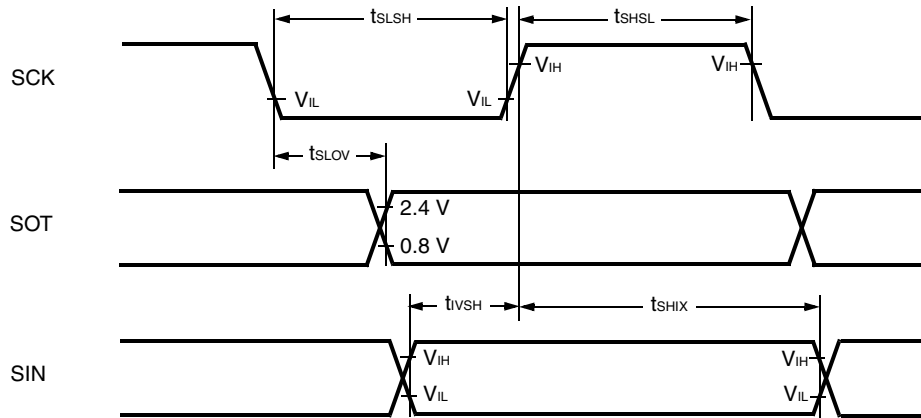 tSLSH tSHSL
SCK VIH VIH
VIL VIL
tSLOV
SOT 2.4 V
0.8 V
tIVSH tSHIX
SIN VIH VIH
VIL VIL